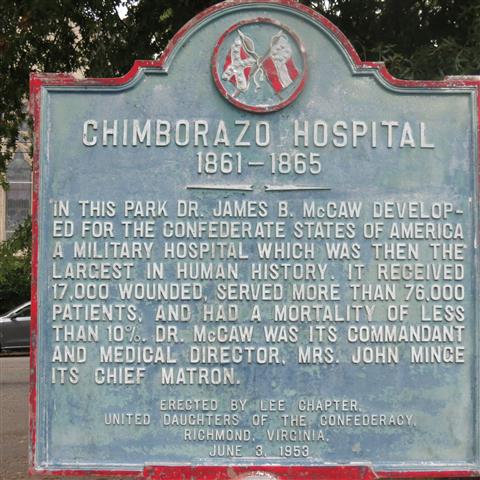 CHIMBORAZO HOSPITAL
1861–1865
IN THIS PARK DR. JAMES B. McCAW DEVELOP-
ED FOR THE CONFEDERATE STATES OF AMERICA
A MILITARY HOSPITAL WHICH WAS THEN THE
LARGEST IN HUMAN HISTORY. IT RECEIVED
17,000 WOUNDED, SERVED MORE THAN 76,000
PATIENTS, AND HAD A MORTALITY OF LESS
THAN 10%. DR. McCAW WAS ITS COMMANDANT
AND MEDICAL DIRECTOR, MRS. JOHN MINGE
ITS CHIEF MATRON.
ERECTED BY LEE CHAPTER,
UNITED DAUGHTERS OF THE CONFEDERACY,
RICHMOND, VIRGINIA,
JUNE 3, 1953